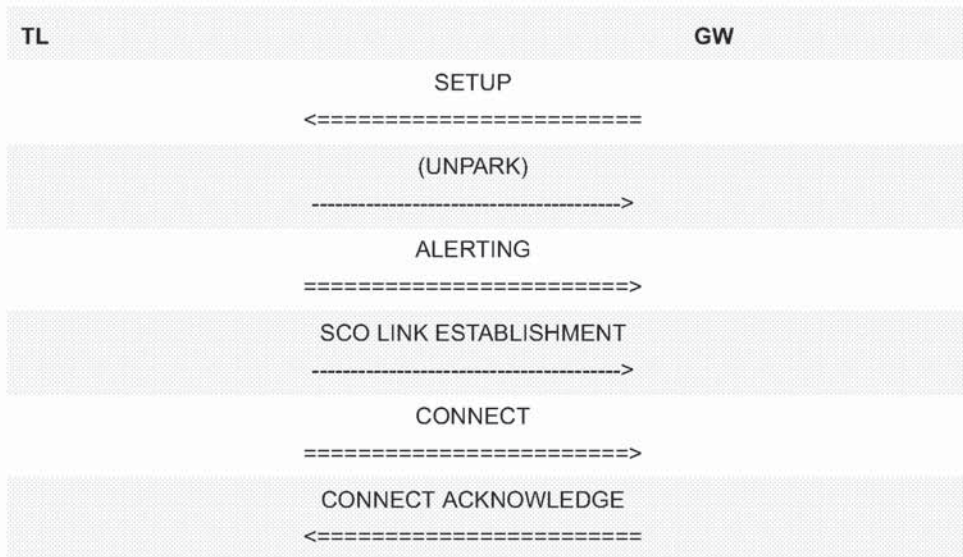 TL GW
SETUP
<========================
(UNPARK)
---------------------------------------->
ALERTING
========================>
SCO LINK ESTABLISHMENT
---------------------------------------->
CONNECT
========================>
CONNECT ACKNOWLEDGE
<========================